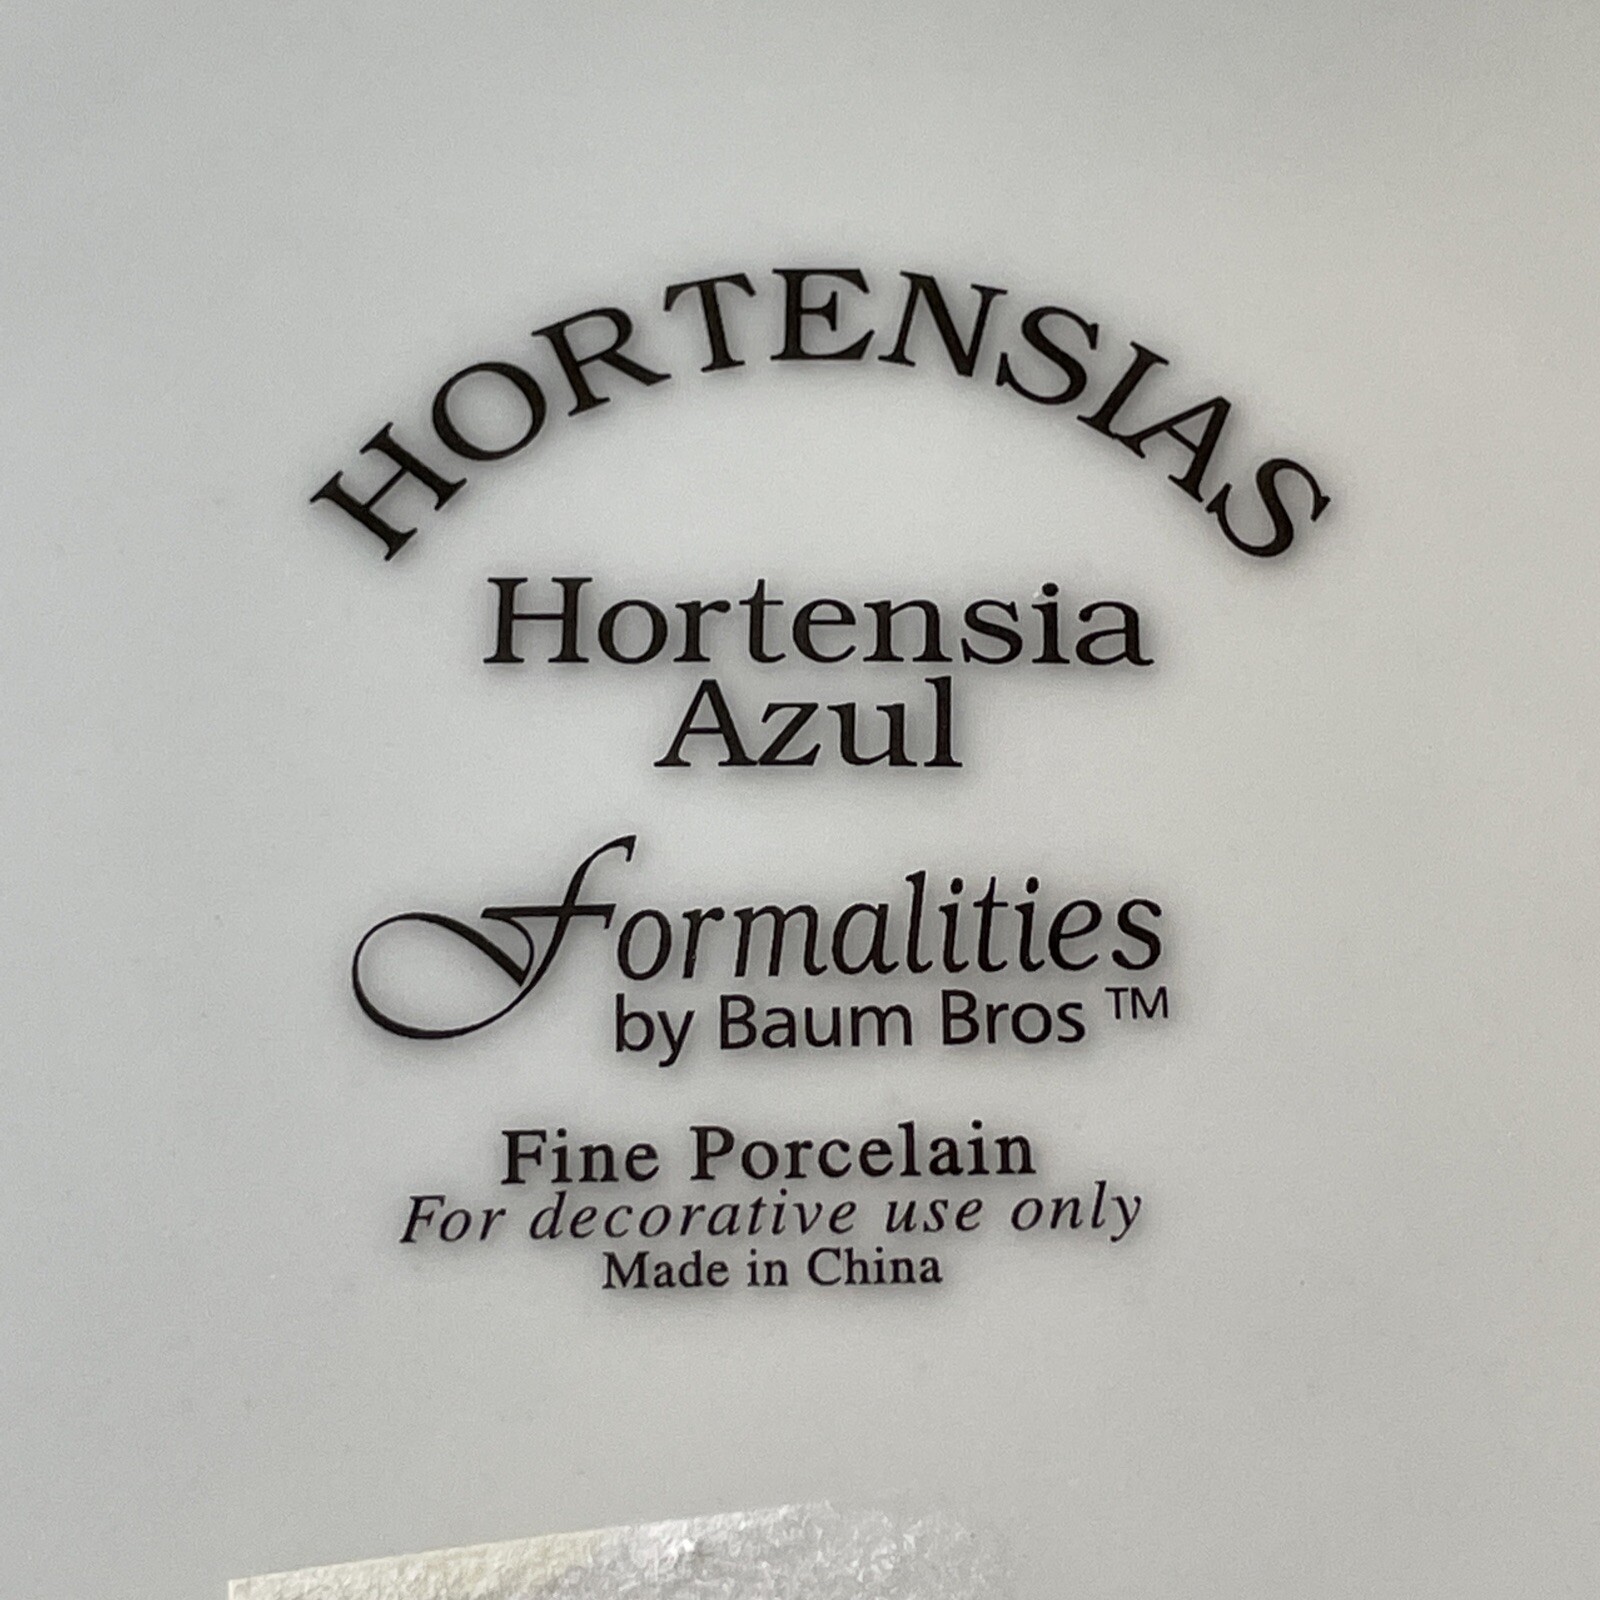 HORTENSIAS
Hortensia
Azul
Formalities
by Baum Bros ™
Fine Porcelain
For decorative use only
Made in China